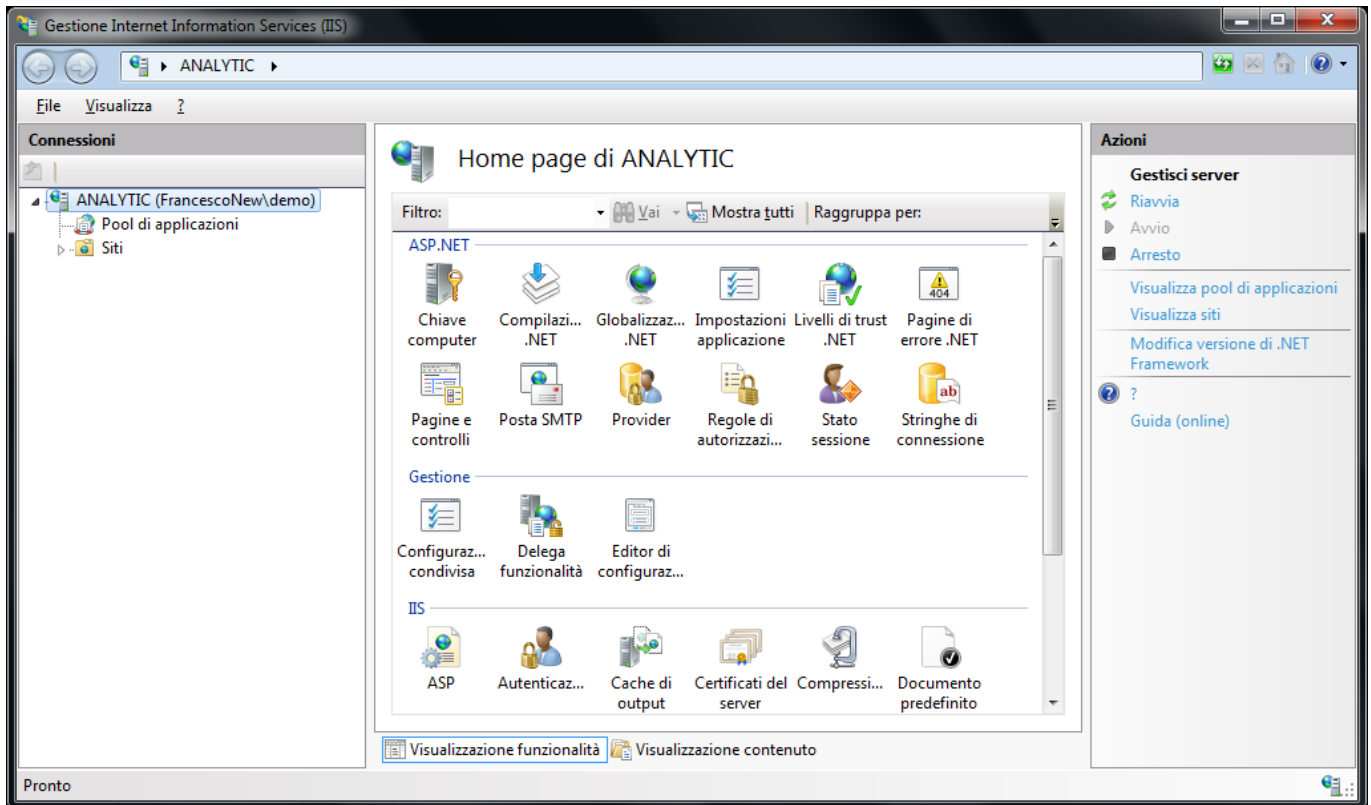 Gestione Internet Information Services (IIS)
ANALYTIC
File Visualizza ?
Connessioni
ANALYTIC (FrancescoNew\demo)
Pool di applicazioni
Siti
Home page di ANALYTIC
Filtro: Vai Mostra tutti Raggruppa per:
ASP.NET
Chiave computer
Compilazi... .NET
Globalizzaz... .NET
Impostazioni applicazione
Livelli di trust .NET
404
Pagine di errore .NET
Pagine e controlli
Posta SMTP
Provider
Regole di autorizzazi...
Stato sessione
ab
Stringhe di connessione
Gestione
Configuraz... condivisa
Delega funzionalità
Editor di configuraz...
IIS
ASP
Autenticaz...
Cache di output
Certificati del server
Compressi...
Documento predefinito
Visualizzazione funzionalità Visualizzazione contenuto
Azioni
Gestisci server
Riavvia
Avvio
Arresto
Visualizza pool di applicazioni
Visualizza siti
Modifica versione di .NET
Framework
?
Guida (online)
Pronto